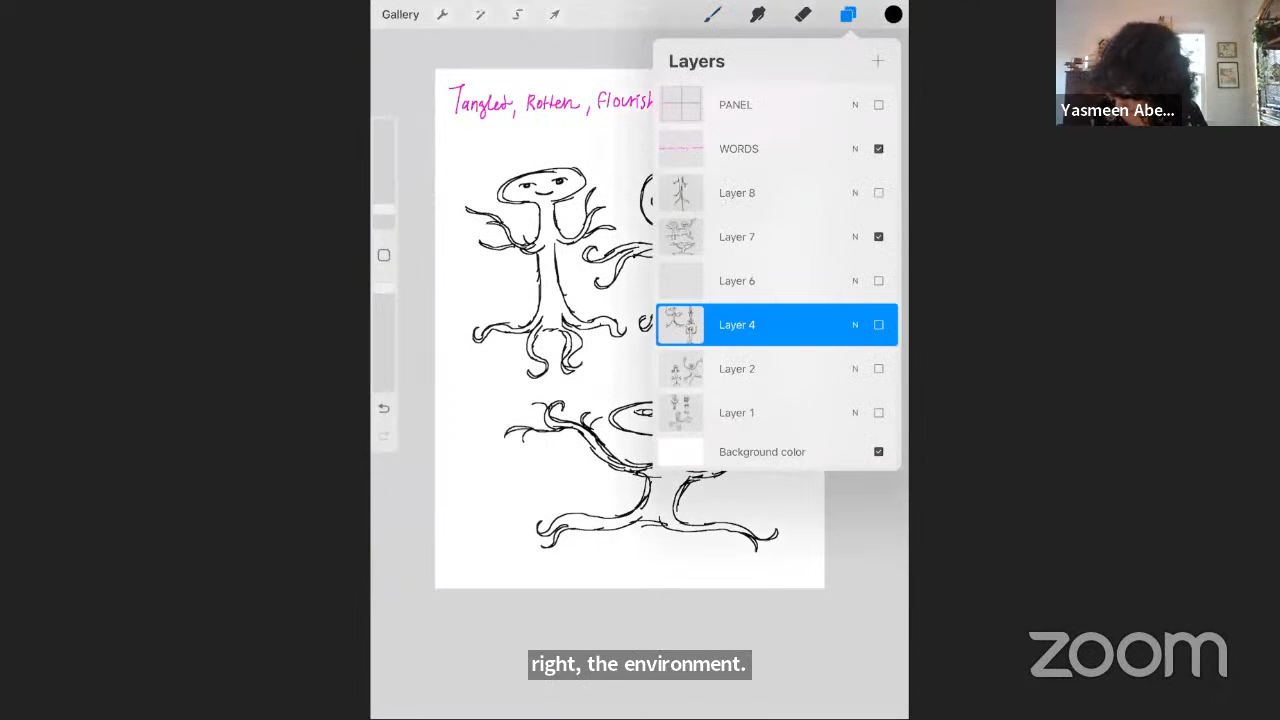 Gallery
Layers
Tangled, Rotten, Flourish
PANEL N
WORDS N
Layer 8 N
Layer 7 N
Layer 6 N
Layer 4 N
Layer 2 N
Layer 1 N
Background color
Yasmeen Abe...
right, the environment.
zoom